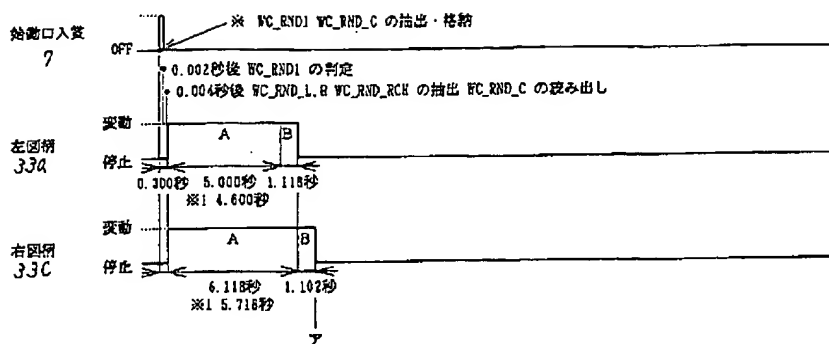 ※ WC_RND1 WC_RND_C の抽出・格納
始動口入賞
7
OFF
0.002秒後 WC_RND1 の判定
0.004秒後 WC_RND_L.R WC_RND_RCH の抽出 WC_RND_C の読み出し
変動
A
B
左図柄
33a
停止
0.300秒 5.000秒 1.118秒
※1 4.600秒
変動
A
B
右図柄
33C
停止
6.118秒 1.102秒
※1 5.718秒
ア